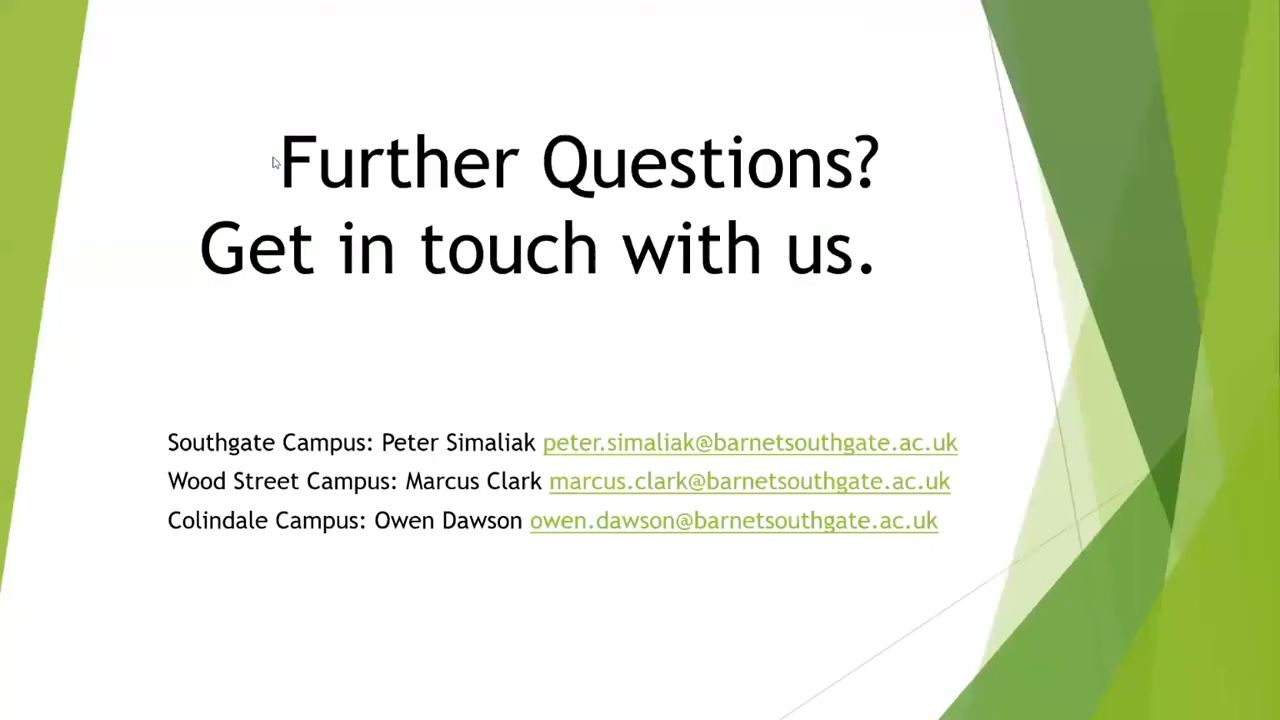 Further Questions?
Get in touch with us.
Southgate Campus: Peter Simaliak peter.simaliak@barnetsouthgate.ac.uk
Wood Street Campus: Marcus Clark marcus.clark@barnetsouthgate.ac.uk
Colindale Campus: Owen Dawson owen.dawson@barnetsouthgate.ac.uk